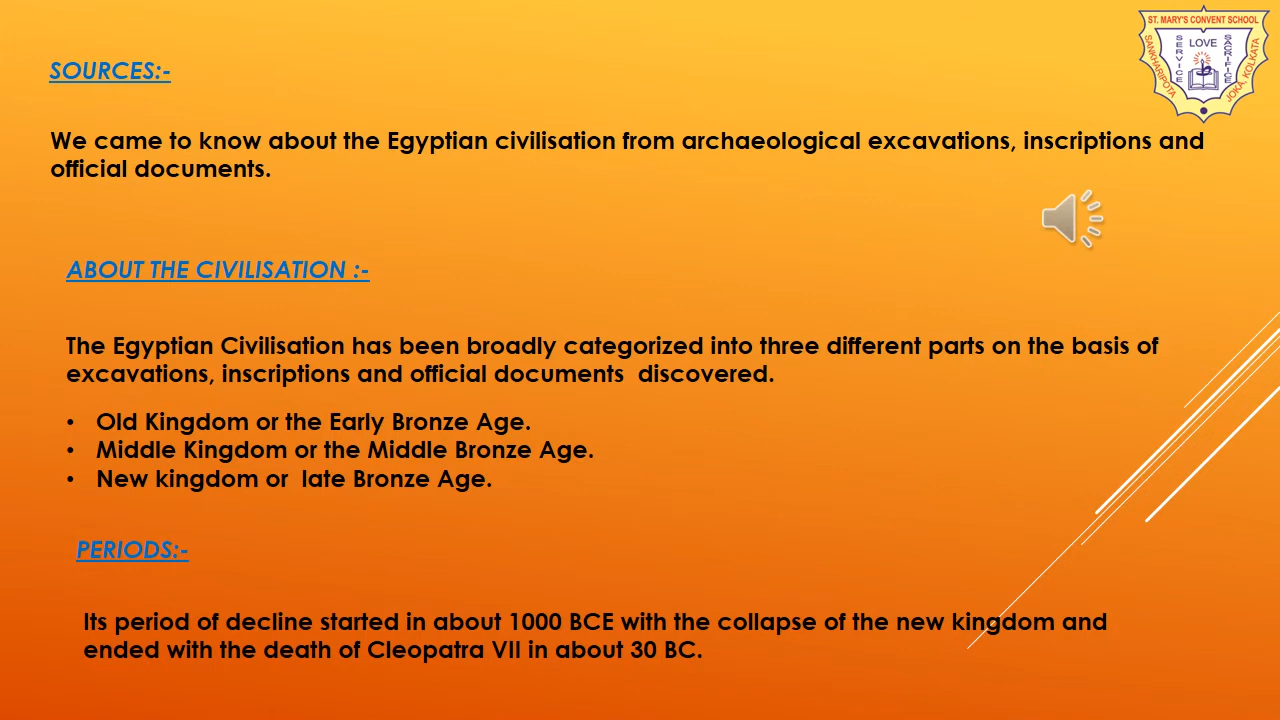 ST. MARY'S CONVENT SCHOOL
SANKHARIPOTA
SERVICE
LOVE
SACRIFICE
JOKA, KOLKATA
SOURCES:-
We came to know about the Egyptian civilisation from archaeological excavations, inscriptions and
official documents.
ABOUT THE CIVILISATION :-
The Egyptian Civilisation has been broadly categorized into three different parts on the basis of
excavations, inscriptions and official documents  discovered.
• Old Kingdom or the Early Bronze Age.
• Middle Kingdom or the Middle Bronze Age.
• New kingdom or  late Bronze Age.
PERIODS:-
Its period of decline started in about 1000 BCE with the collapse of the new kingdom and
ended with the death of Cleopatra VII in about 30 BC.